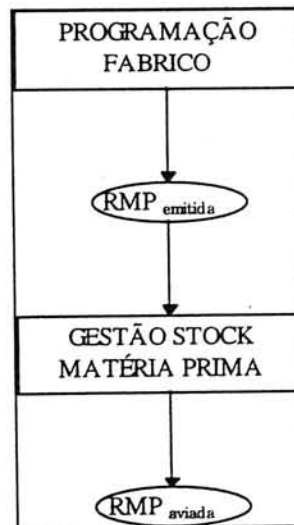 PROGRAMAÇÃO
FABRICO
RMP emitida
GESTÃO STOCK
MATÉRIA PRIMA
RMP aviada